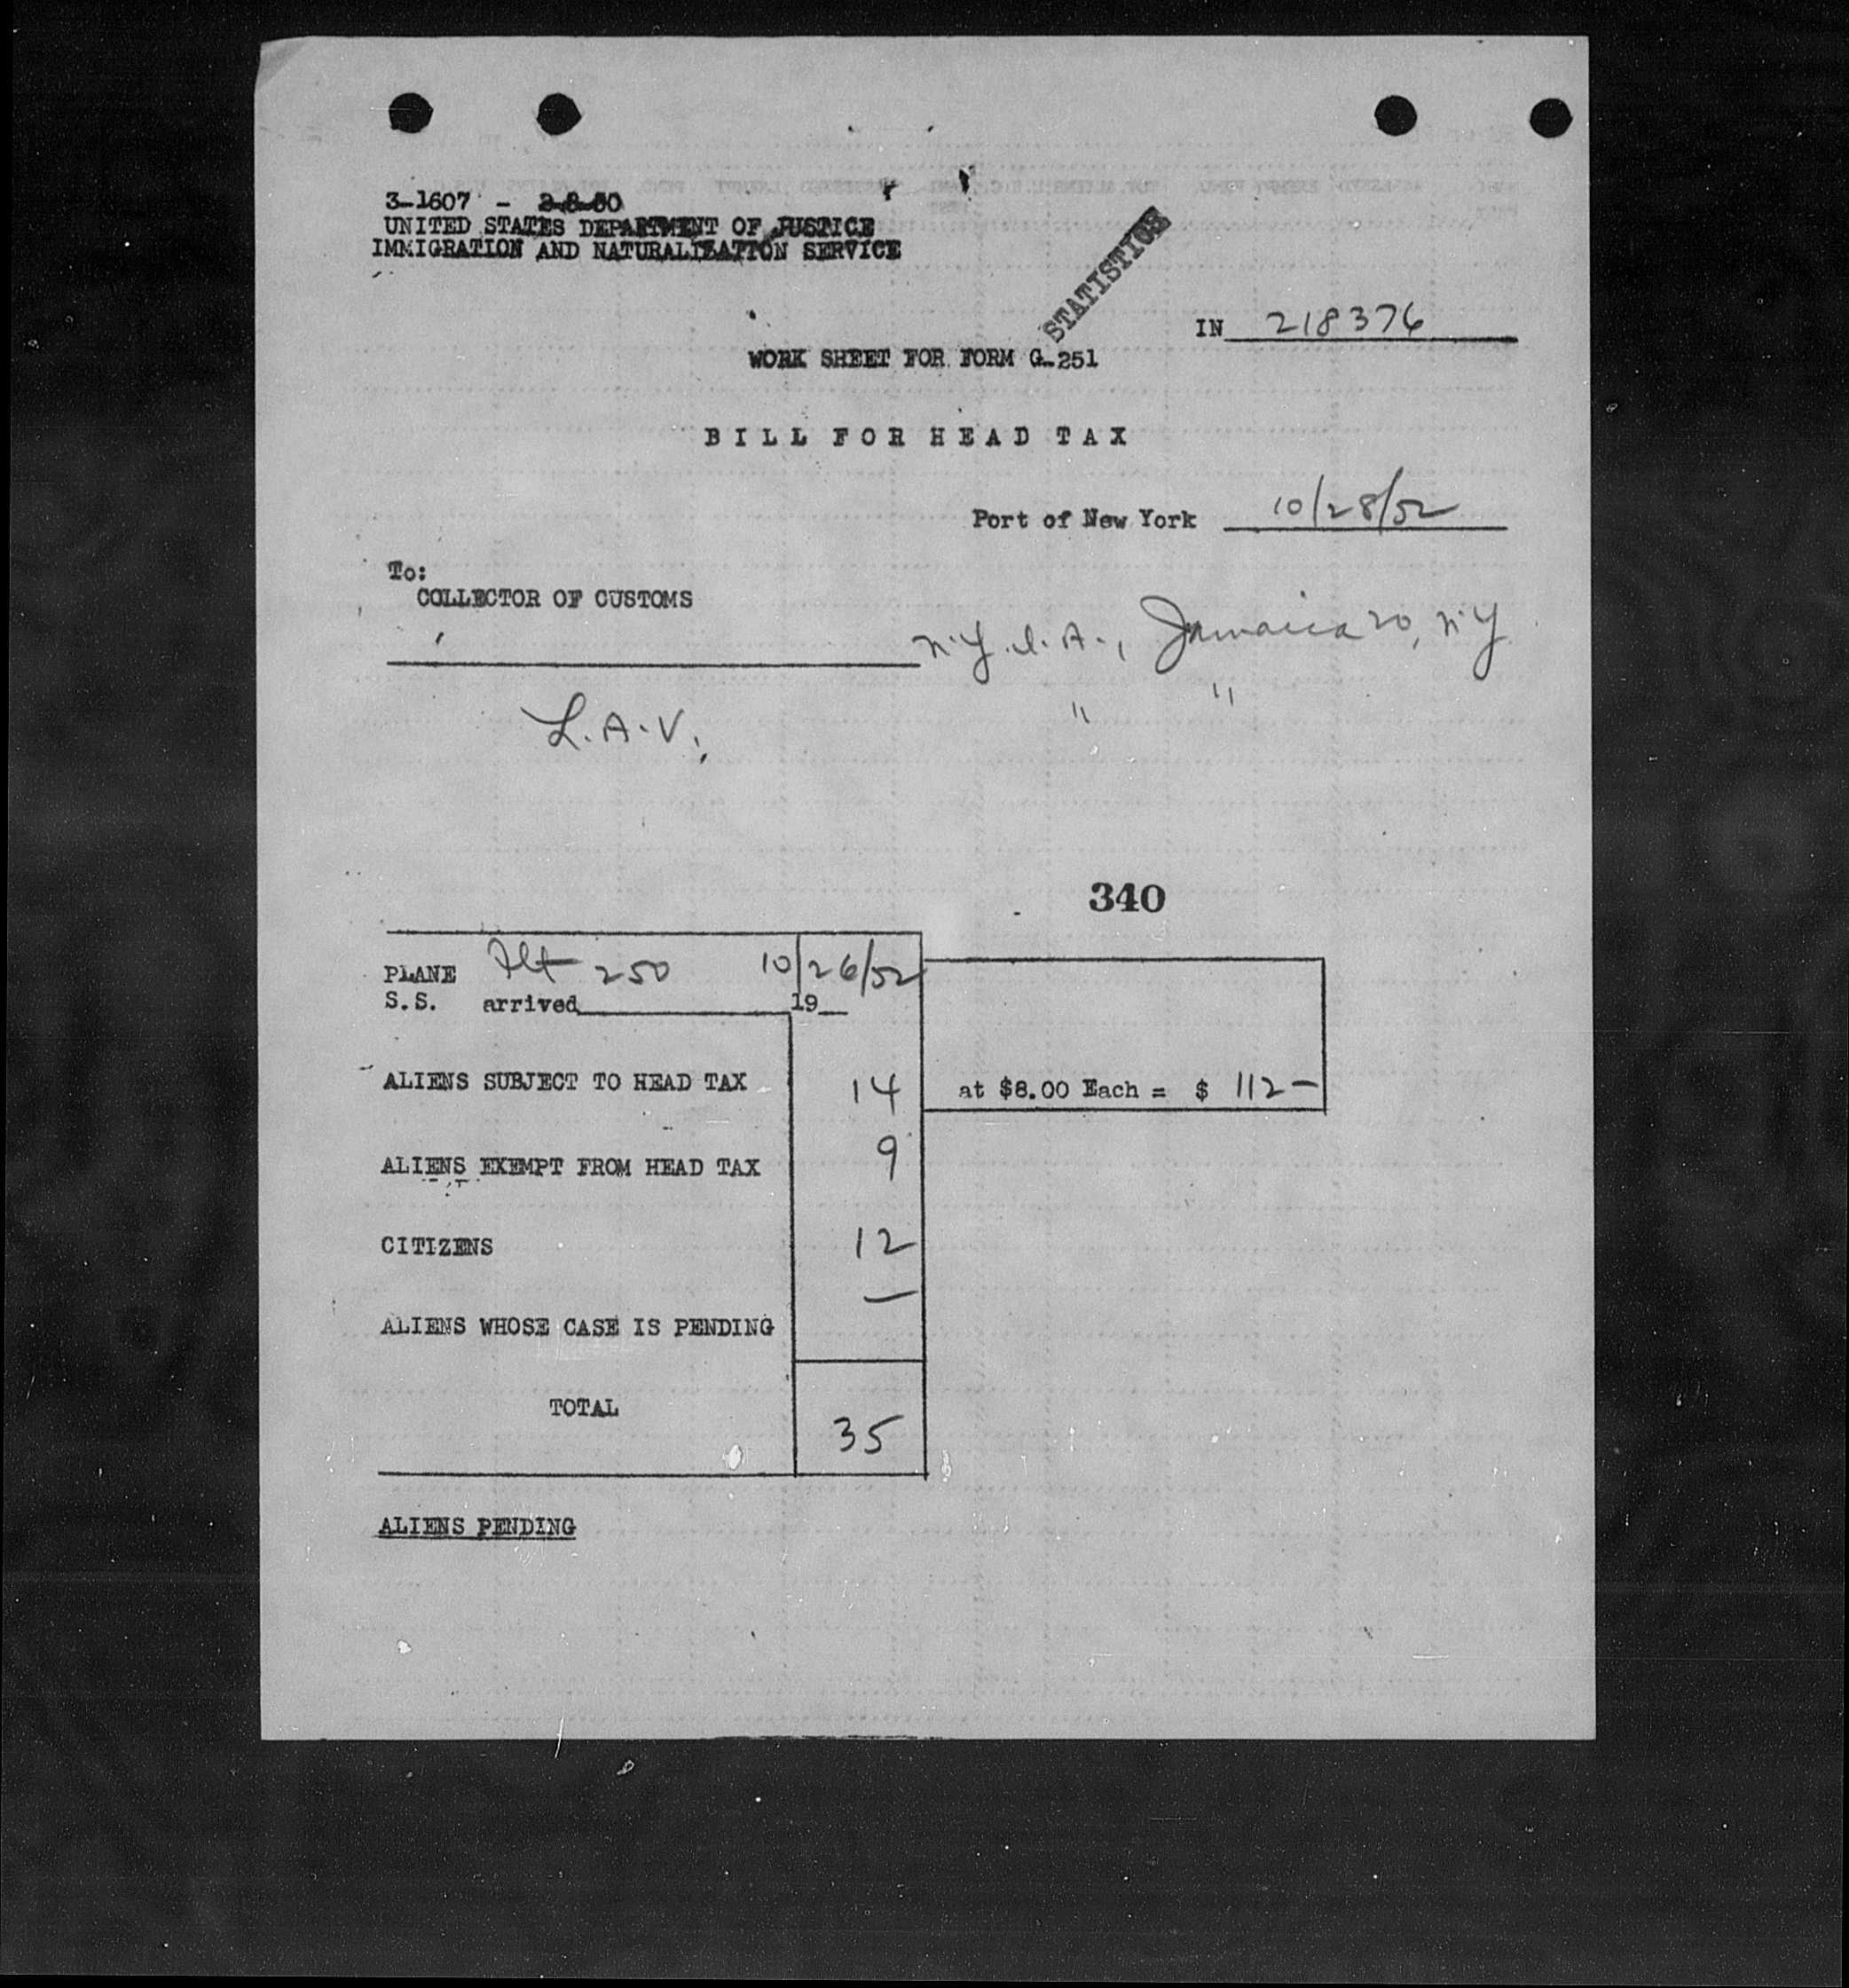 3-1607 - 2-8-50
UNITED STATES DEPARTMENT OF JUSTICE
IMMIGRATION AND NATURALIZATION SERVICE
STATISTICS
IN 218376
WORK SHEET FOR FORM G-251
BILL FOR HEAD TAX
Port of New York 10/28/52
To:
COLLECTOR OF CUSTOMS
N.Y.I.A., Jamaica 20, NY
L.A.V. " "
340
PLANE Flt 250 10/26/52
S.S. arrived 19
ALIENS SUBJECT TO HEAD TAX 14 at $8.00 Each = $ 112-
ALIENS EXEMPT FROM HEAD TAX 9
CITIZENS 12
ALIENS WHOSE CASE IS PENDING —
TOTAL 35
ALIENS PENDING